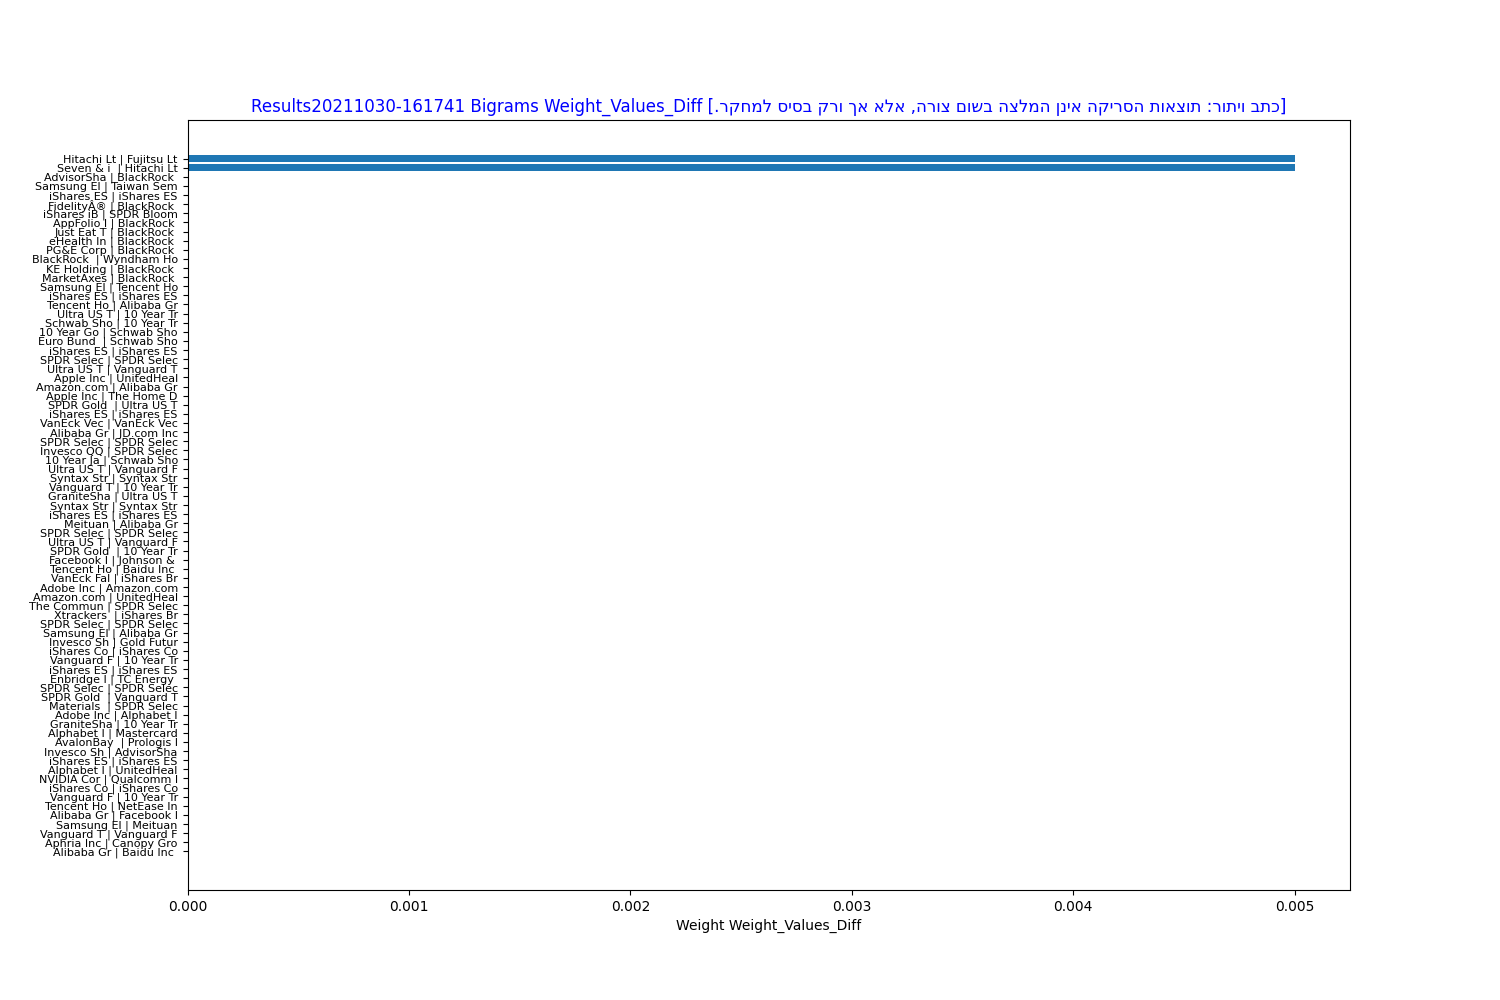 Results20211030-161741 Bigrams Weight_Values_Diff [כתב ויתור: תוצאות הסריקה אינן המלצה בשום צורה, אלא אך ורק בסיס למחקר.]
Hitachi Lt | Fujitsu Lt
Seven & i | Hitachi Lt
AdvisorSha | BlackRock
Samsung El | Taiwan Sem
iShares ES | iShares ES
FidelityÂ® | BlackRock
iShares iB | SPDR Bloom
AppFolio I | BlackRock
Just Eat T | BlackRock
eHealth In | BlackRock
PG&E Corp | BlackRock
BlackRock | Wyndham Ho
KE Holding | BlackRock
MarketAxes | BlackRock
Samsung El | Tencent Ho
iShares ES | iShares ES
Tencent Ho | Alibaba Gr
Ultra US T | 10 Year Tr
Schwab Sho | 10 Year Tr
10 Year Go | Schwab Sho
Euro Bund | Schwab Sho
iShares ES | iShares ES
SPDR Selec | SPDR Selec
Ultra US T | Vanguard T
Apple Inc | UnitedHeal
Amazon.com | Alibaba Gr
Apple Inc | The Home D
SPDR Gold | Ultra US T
iShares ES | iShares ES
VanEck Vec | VanEck Vec
Alibaba Gr | JD.com Inc
SPDR Selec | SPDR Selec
Invesco QQ | SPDR Selec
10 Year Ja | Schwab Sho
Ultra US T | Vanguard F
Syntax Str | Syntax Str
Vanguard T | 10 Year Tr
GraniteSha | Ultra US T
Syntax Str | Syntax Str
iShares ES | iShares ES
Meituan | Alibaba Gr
SPDR Selec | SPDR Selec
Ultra US T | Vanguard F
SPDR Gold | 10 Year Tr
Facebook I | Johnson &
Tencent Ho | Baidu Inc
VanEck Fal | iShares Br
Adobe Inc | Amazon.com
Amazon.com | UnitedHeal
The Commun | SPDR Selec
Xtrackers | iShares Br
SPDR Selec | SPDR Selec
Samsung El | Alibaba Gr
Invesco Sh | Gold Futur
iShares Co | iShares Co
Vanguard F | 10 Year Tr
iShares ES | iShares ES
Enbridge I | TC Energy
SPDR Selec | SPDR Selec
SPDR Gold | Vanguard T
Materials | SPDR Selec
Adobe Inc | Alphabet I
GraniteSha | 10 Year Tr
Alphabet I | Mastercard
AvalonBay | Prologis I
Invesco Sh | AdvisorSha
iShares ES | iShares ES
Alphabet I | UnitedHeal
NVIDIA Cor | Qualcomm I
iShares Co | iShares Co
Vanguard F | 10 Year Tr
Tencent Ho | NetEase In
Alibaba Gr | Facebook I
Samsung El | Meituan
Vanguard T | Vanguard F
Aphria Inc | Canopy Gro
Alibaba Gr | Baidu Inc
0.000 0.001 0.002 0.003 0.004 0.005
Weight Weight_Values_Diff